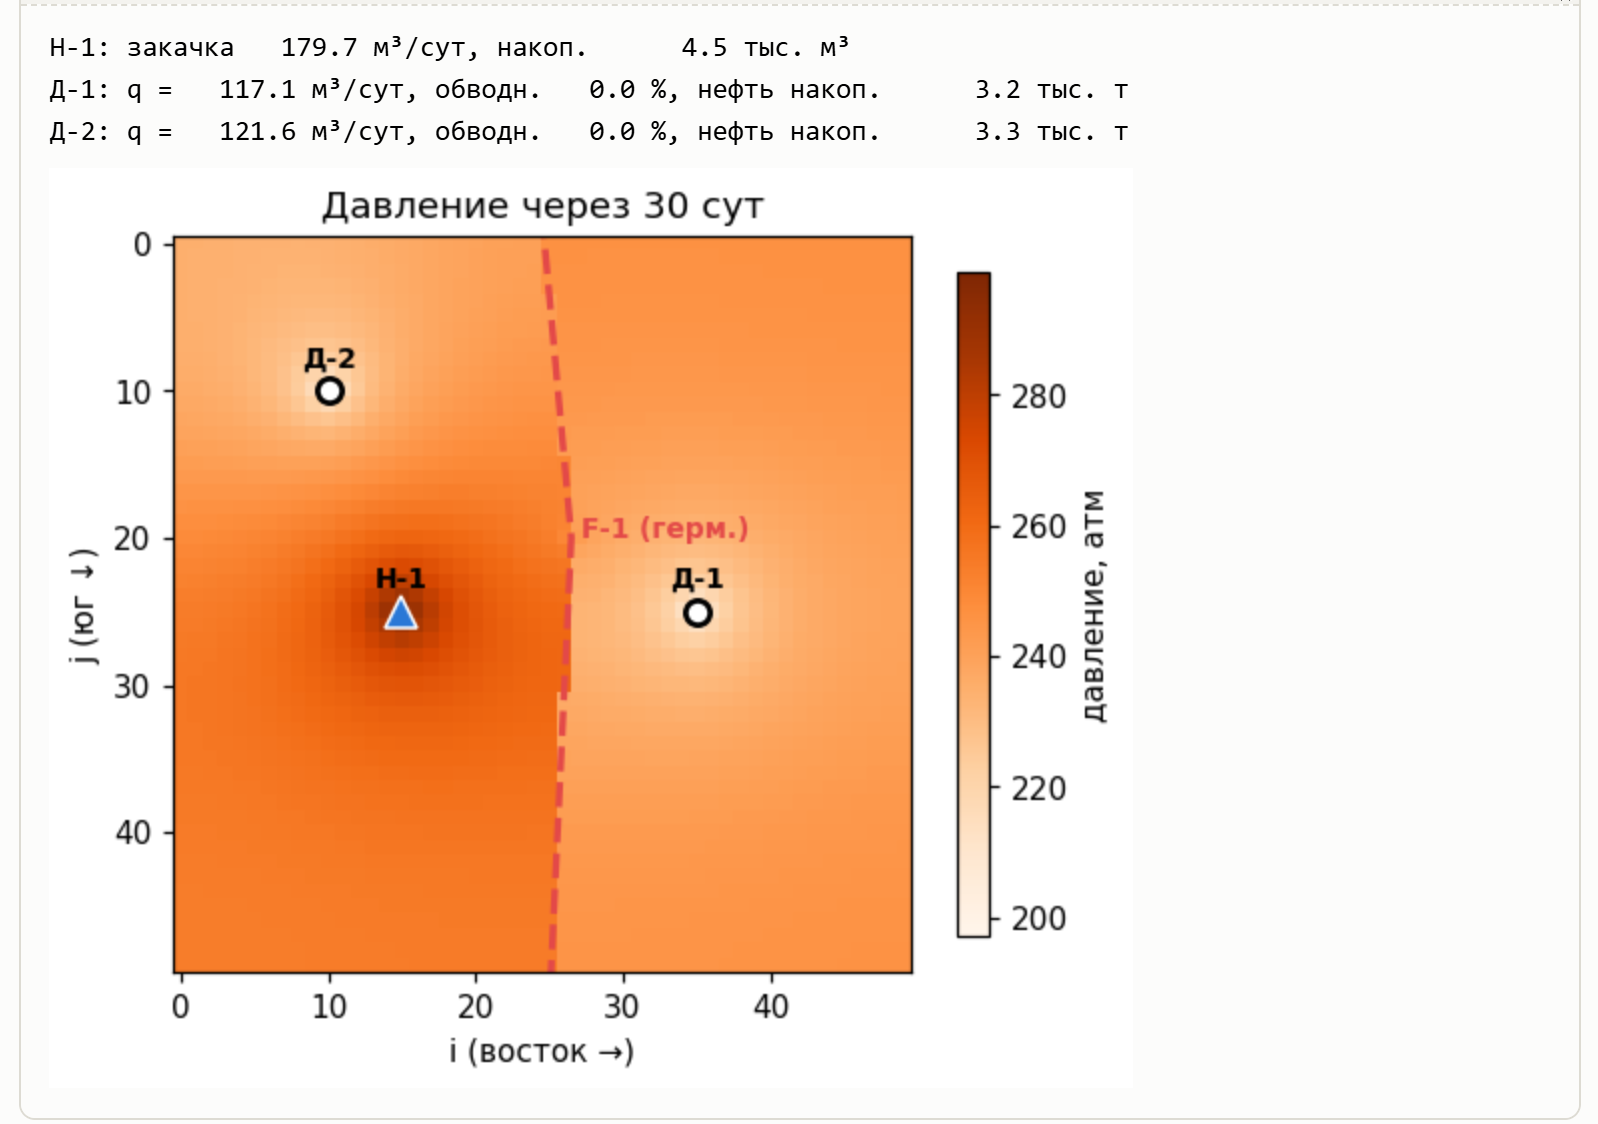 Н-1: закачка   179.7 м³/сут, накоп.      4.5 тыс. м³
Д-1: q =   117.1 м³/сут, обводн.   0.0 %, нефть накоп.      3.2 тыс. т
Д-2: q =   121.6 м³/сут, обводн.   0.0 %, нефть накоп.      3.3 тыс. т
Давление через 30 сут
0
10
20
30
40
j (юг ↓)
Д-2
F-1 (герм.)
Н-1
Д-1
0 10 20 30 40
i (восток →)
280
260
240
220
200
давление, атм